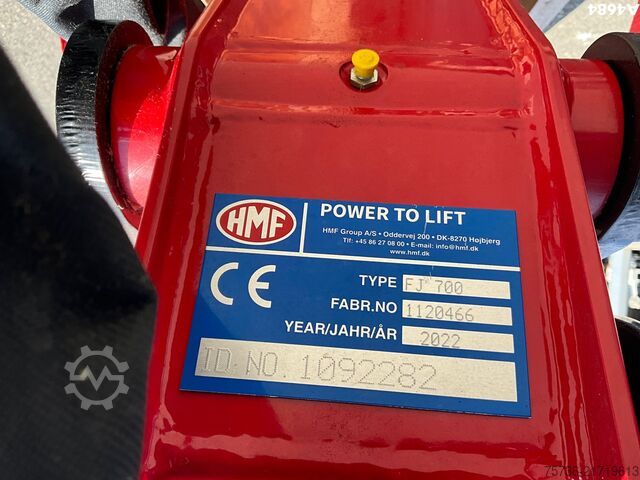 A4684
HMF
POWER TO LIFT
HMF Group A/S • Oddervej 200 • DK-8270 Højbjerg
Tlf: +45 86 27 08 00 • E-mail: info@hmf.dk
www.hmf.dk
CE
TYPE FJ 700
FABR.NO 1120466
YEAR/JAHR/ÅR 2022
ID NO. 1092282